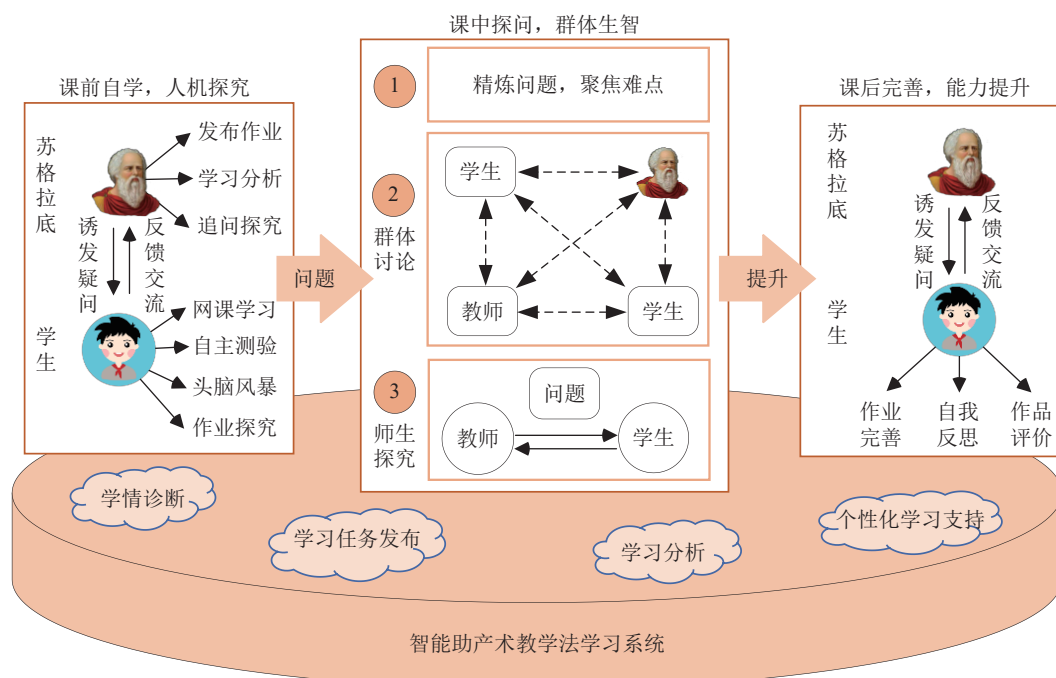 课前自学，人机探究
苏格拉底
发布作业
学习分析
追问探究
诱发疑问
反馈交流
学生
网课学习
自主测验
头脑风暴
作业探究
问题
课中探问，群体生智
1
精炼问题，聚焦难点
2
群体
讨论
学生
教师
学生
3
师生
探究
问题
教师
学生
提升
课后完善，能力提升
苏格拉底
诱发疑问
反馈交流
学生
作业
完善
自我
反思
作品
评价
学情诊断
学习任务发布
学习分析
个性化学习支持
智能助产术教学法学习系统